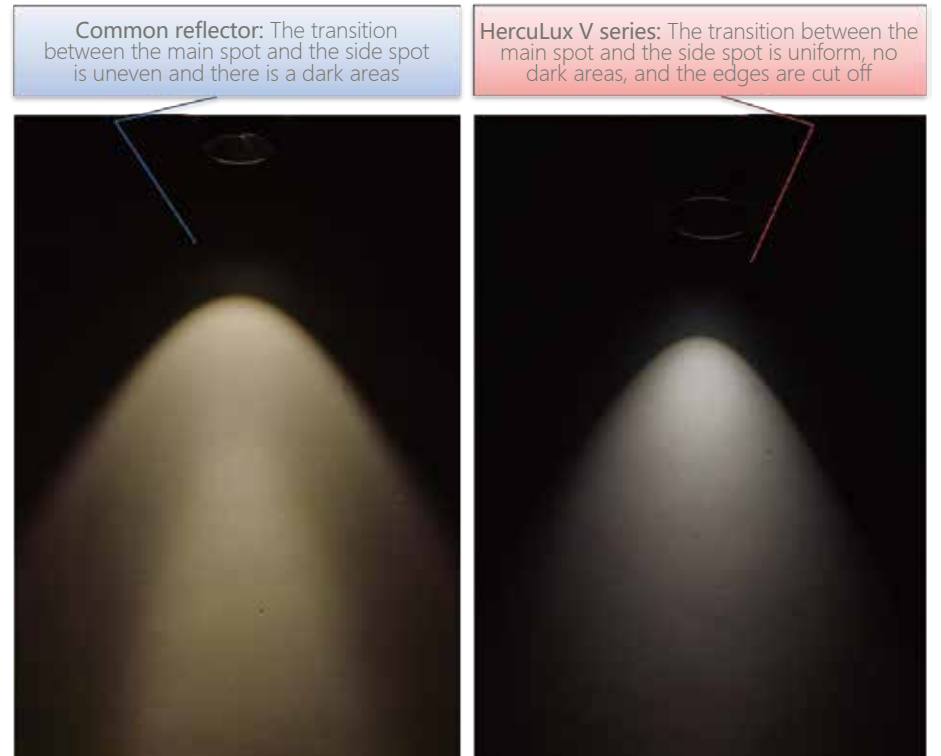 Common reflector: The transition
between the main spot and the side spot
is uneven and there is a dark areas
HercuLux V series: The transition between the
main spot and the side spot is uniform, no
dark areas, and the edges are cut off